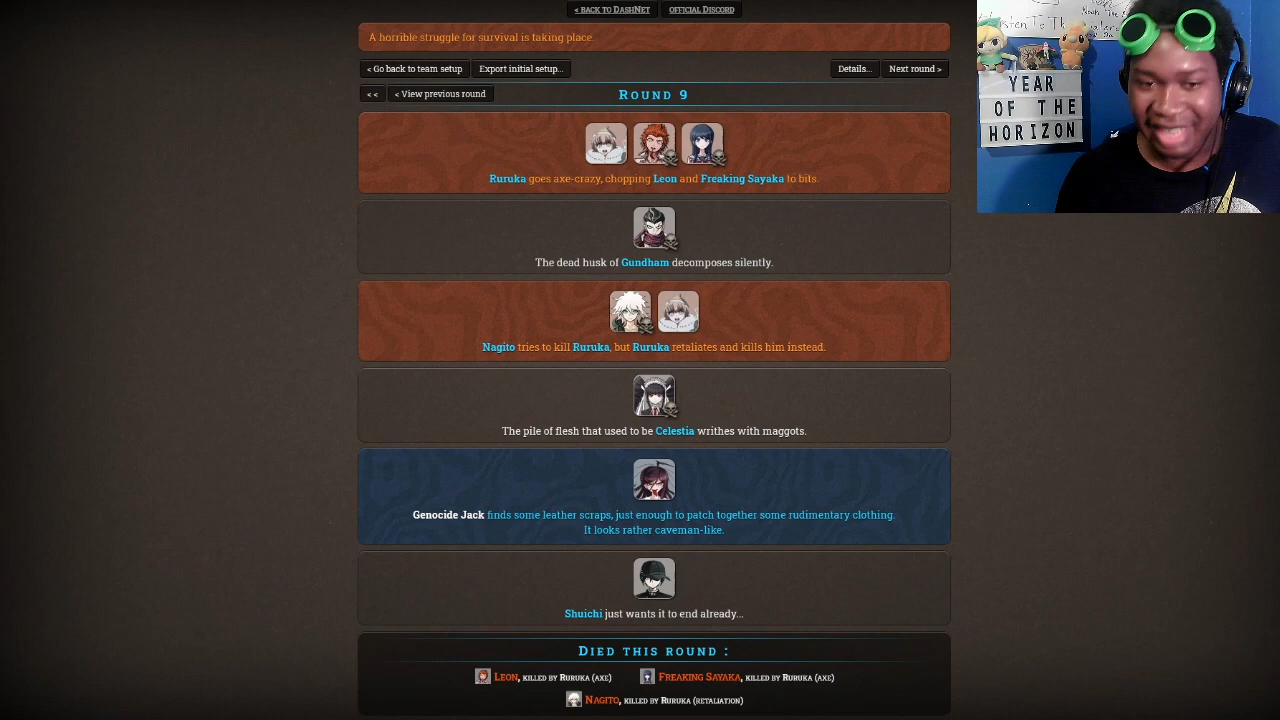 < BACK TO DASHNET
OFFICIAL DISCORD
A horrible struggle for survival is taking place.
< Go back to team setup
Export initial setup...
Details...
Next round >
< <
< View previous round
ROUND 9
Ruruka goes axe-crazy, chopping Leon and Freaking Sayaka to bits.
The dead husk of Gundham decomposes silently.
Nagito tries to kill Ruruka, but Ruruka retaliates and kills him instead.
The pile of flesh that used to be Celestia writhes with maggots.
Genocide Jack finds some leather scraps, just enough to patch together some rudimentary clothing.
It looks rather caveman-like.
Shuichi just wants it to end already...
DIED THIS ROUND :
LEON, KILLED BY RURUKA (AXE)
FREAKING SAYAKA, KILLED BY RURUKA (AXE)
NAGITO, KILLED BY RURUKA (RETALIATION)
Listen To The
YEAR
OF THE
HORIZON